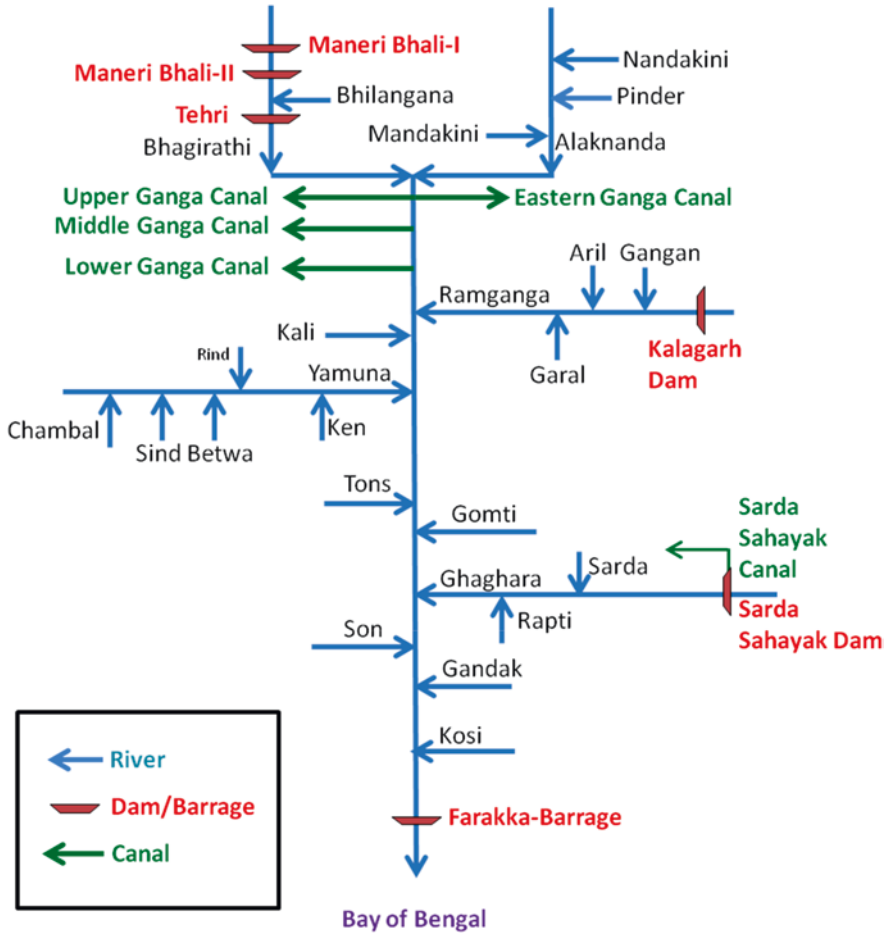 Maneri Bhali-I
Maneri Bhali-II
Nandakini
Bhilangana
Pinder
Tehri
Mandakini
Alaknanda
Bhagirathi
Upper Ganga Canal
Eastern Ganga Canal
Middle Ganga Canal
Lower Ganga Canal
Aril
Gangan
Ramganga
Kali
Kalagarh
Dam
Rind
Yamuna
Garal
Chambal
Ken
Sind
Betwa
Tons
Gomti
Sarda
Sahayak
Canal
Sarda
Ghaghara
Sarda
Sahayak Dam
Rapti
Son
Gandak
Kosi
River
Dam/Barrage
Canal
Farakka-Barrage
Bay of Bengal